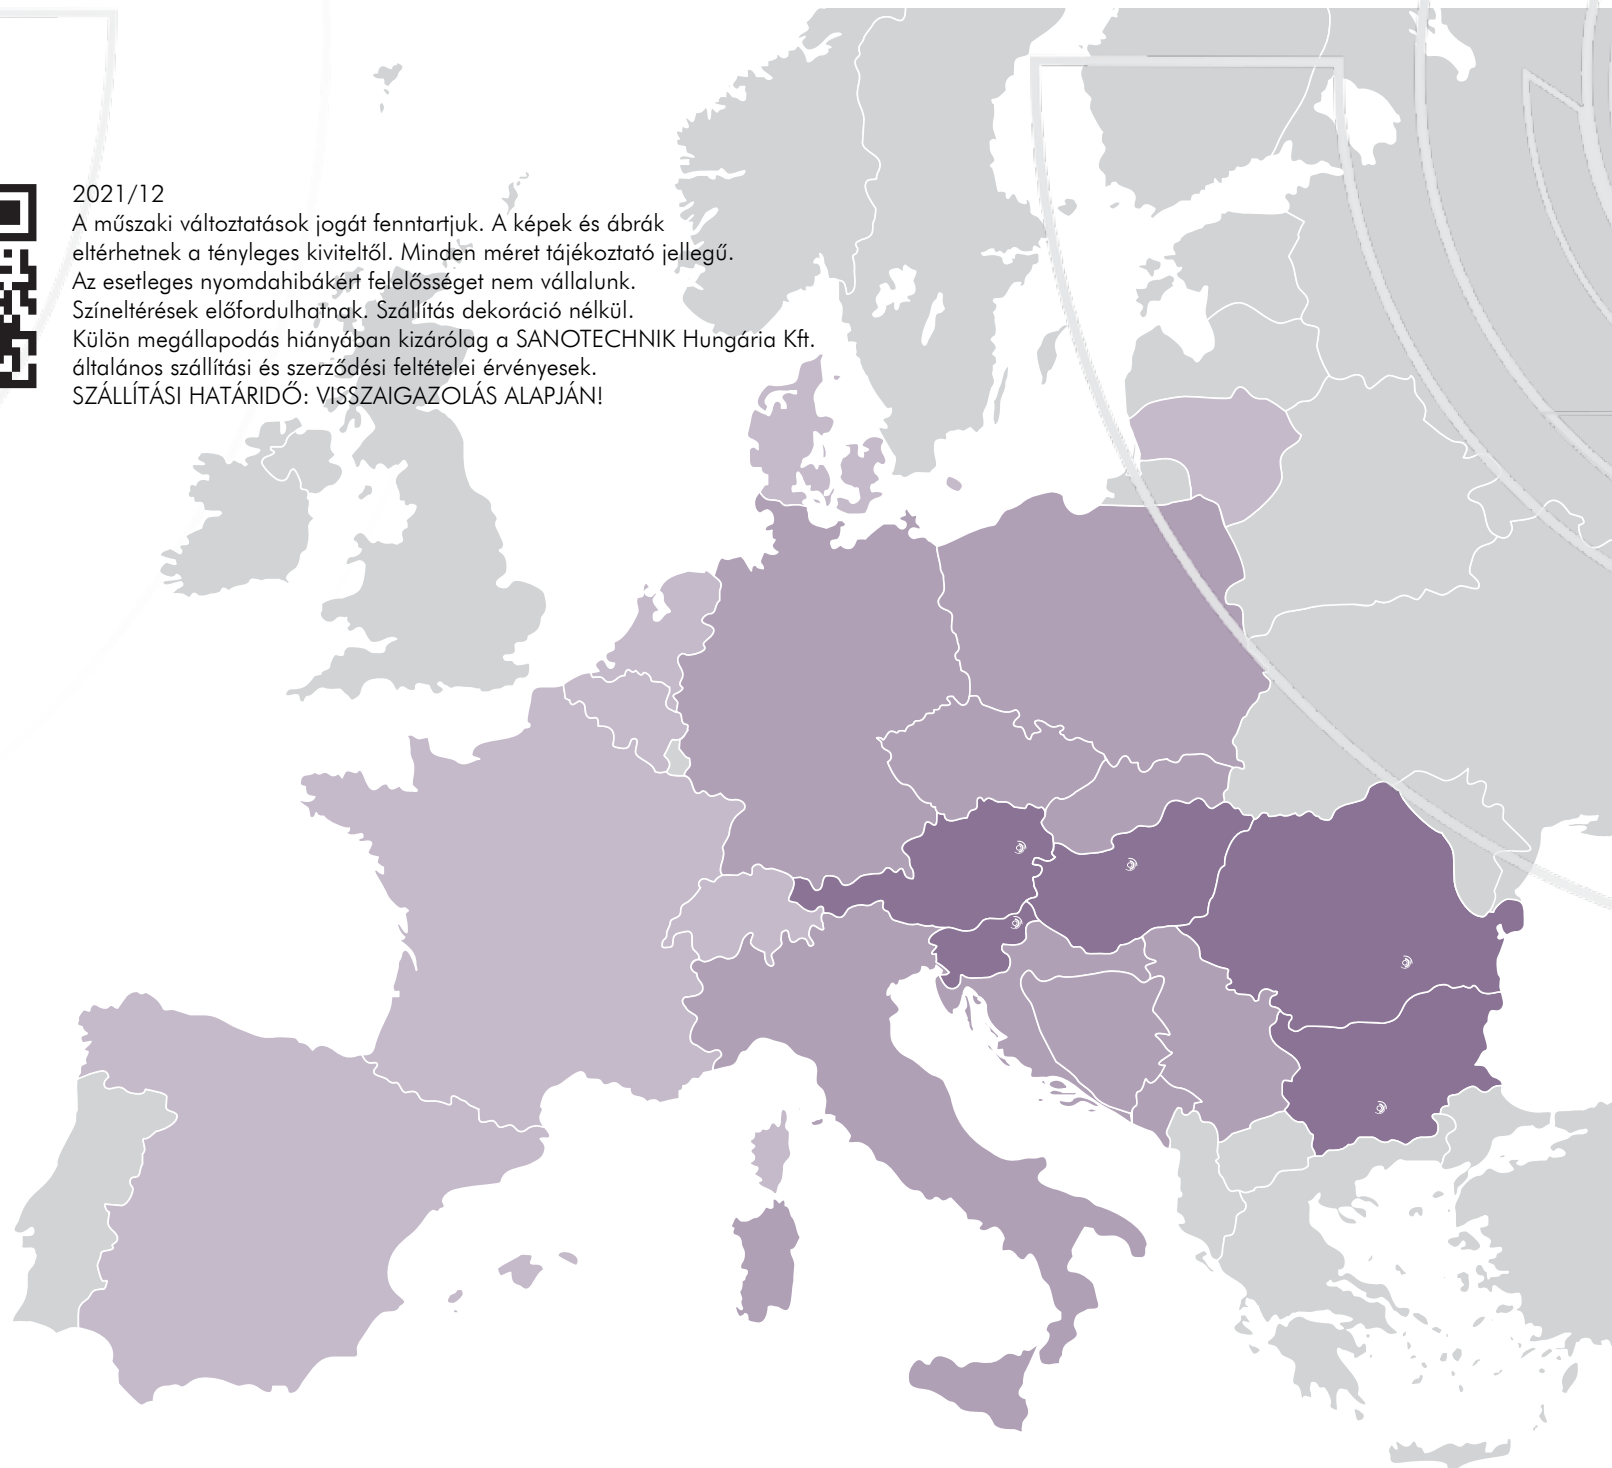 2021/12
A műszaki változtatások jogát fenntartjuk. A képek és ábrák
eltérhetnek a tényleges kiviteltől. Minden méret tájékoztató jellegű.
Az esetleges nyomdahibákért felelősséget nem vállalunk.
Színeltérések előfordulhatnak. Szállítás dekoráció nélkül.
Külön megállapodás hiányában kizárólag a SANOTECHNIK Hungária Kft.
általános szállítási és szerződési feltételei érvényesek.
SZÁLLÍTÁSI HATÁRIDŐ: VISSZAIGAZOLÁS ALAPJÁN!